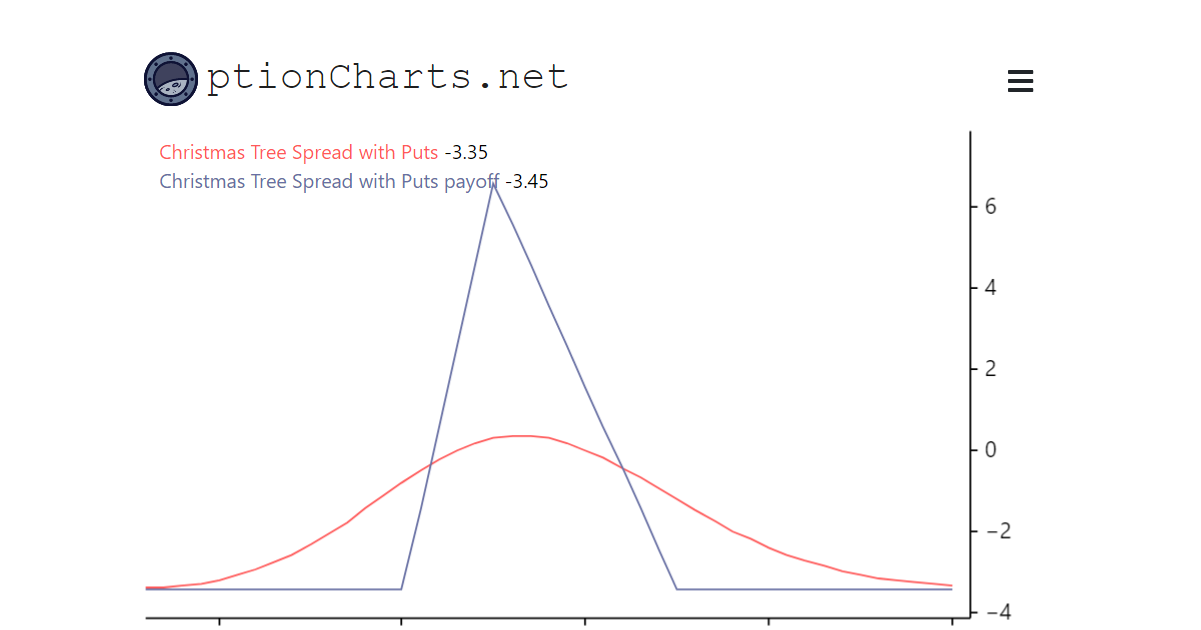 ptionCharts.net
Christmas Tree Spread with Puts -3.35
Christmas Tree Spread with Puts payoff -3.45
6
4
2
0
−2
−4